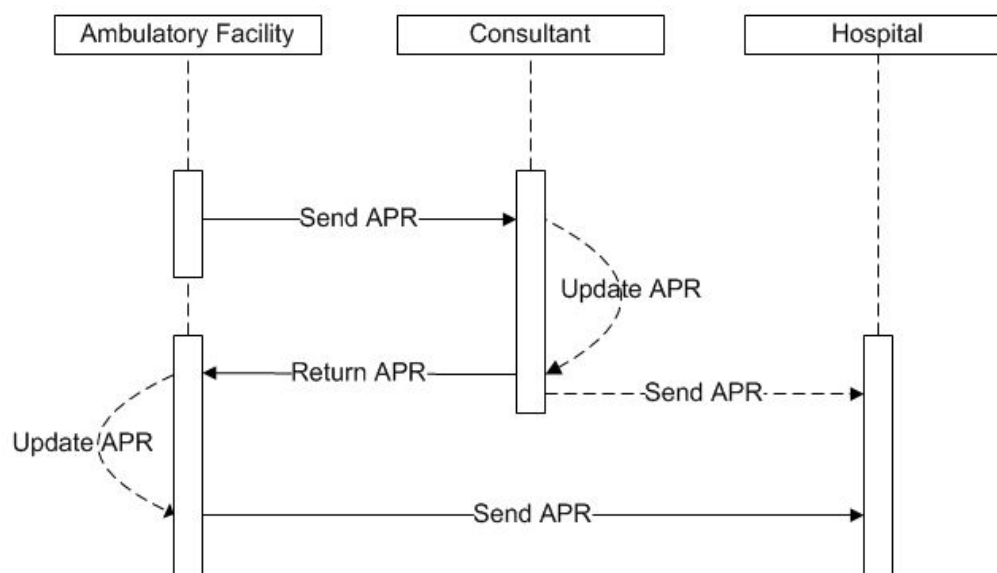 Ambulatory Facility
Consultant
Hospital
Send APR
Update APR
Return APR
Send APR
Update APR
Send APR